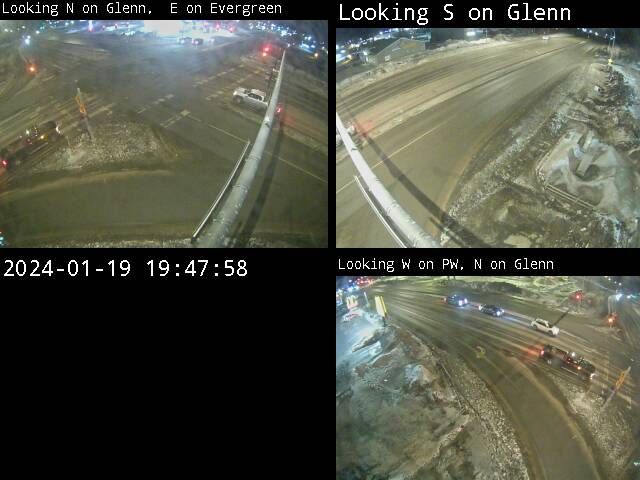 Looking N on Glenn,  E on Evergreen
Looking S on Glenn
2024-01-19 19:47:58
Looking W on PW, N on Glenn